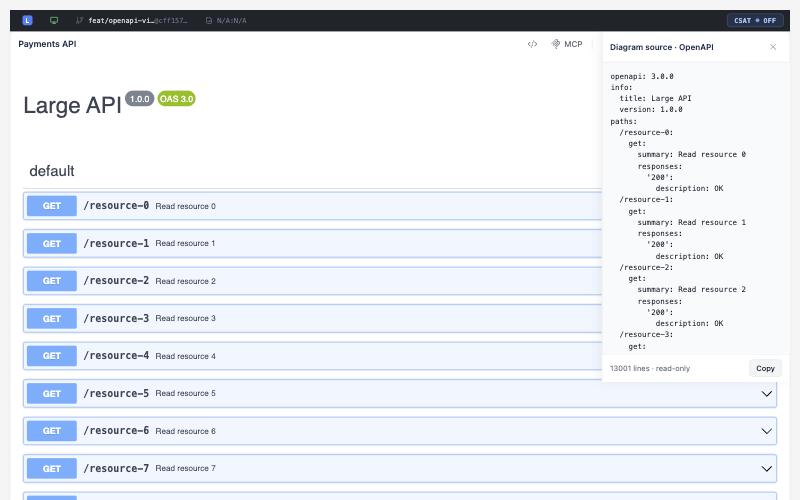 L feat/openapi-vi…@cff157… N/A:N/A CSAT OFF
Payments API
MCP
Large API 1.0.0 OAS 3.0
default
GET /resource-0 Read resource 0
GET /resource-1 Read resource 1
GET /resource-2 Read resource 2
GET /resource-3 Read resource 3
GET /resource-4 Read resource 4
GET /resource-5 Read resource 5
GET /resource-6 Read resource 6
GET /resource-7 Read resource 7
Diagram source · OpenAPI
openapi: 3.0.0
info:
  title: Large API
  version: 1.0.0
paths:
  /resource-0:
    get:
      summary: Read resource 0
      responses:
        '200':
          description: OK
  /resource-1:
    get:
      summary: Read resource 1
      responses:
        '200':
          description: OK
  /resource-2:
    get:
      summary: Read resource 2
      responses:
        '200':
          description: OK
  /resource-3:
    get:
13001 lines · read-only
Copy